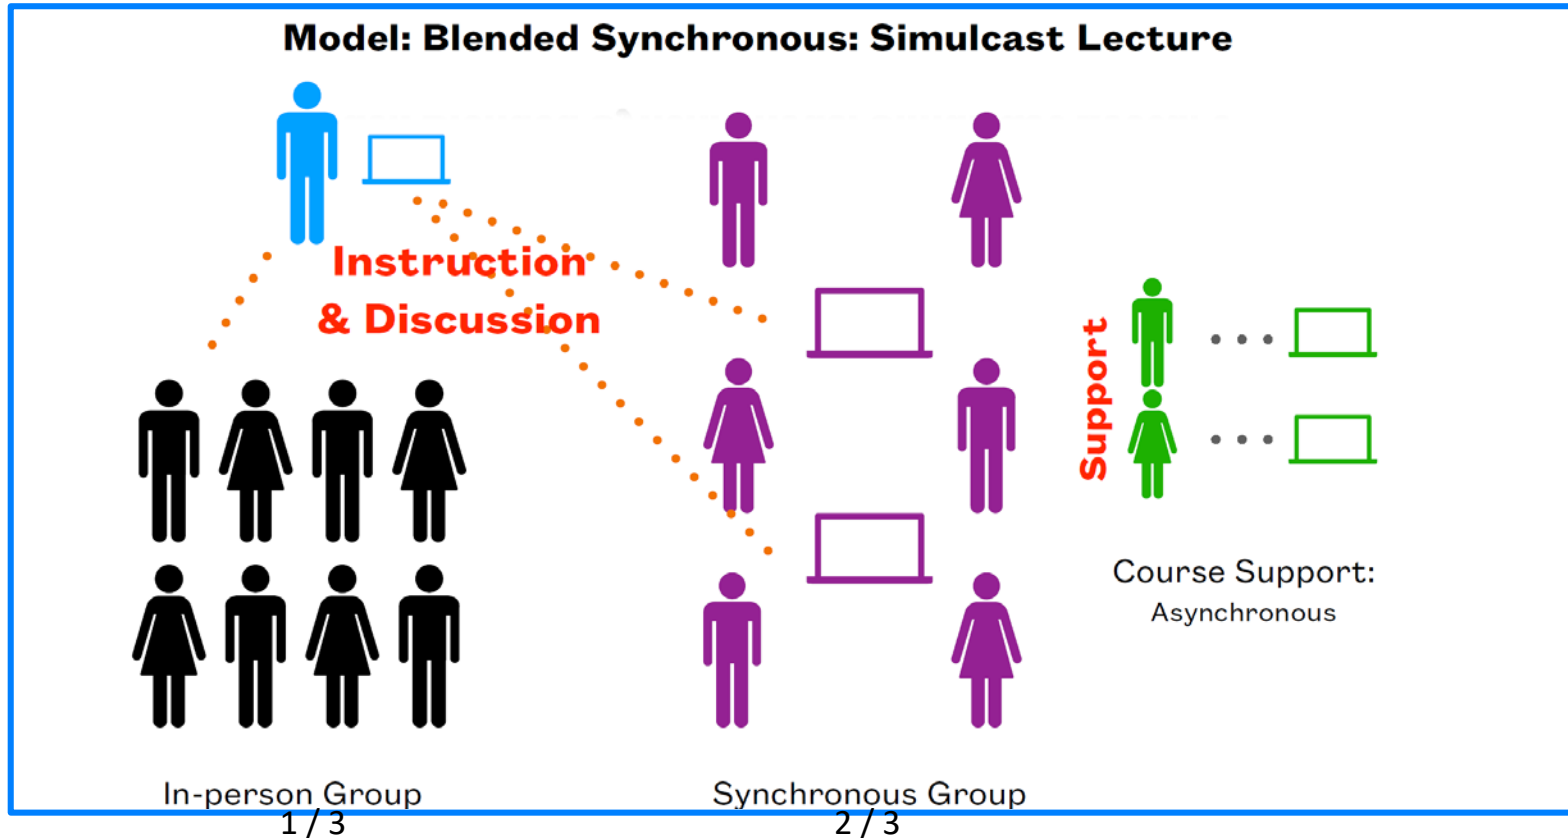 Model: Blended Synchronous: Simulcast Lecture
Instruction
& Discussion
Support
Course Support:
Asynchronous
In-person Group
1 / 3
Synchronous Group
2 / 3